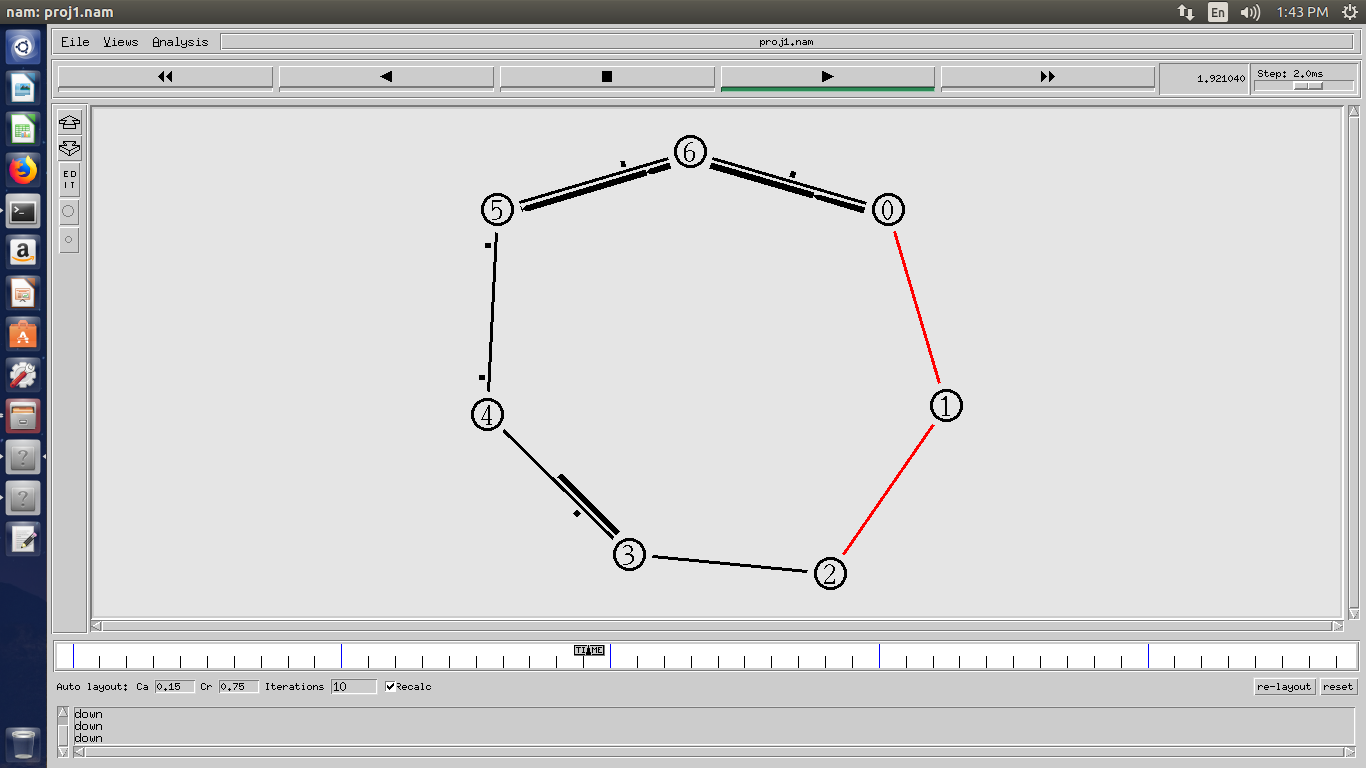 nam: proj1.nam
En
1:43 PM
File Views Analysis
proj1.nam
1.921040
Step: 2.0ms
ED
IT
6
5
0
4
1
3
2
TIME
Auto layout: Ca 0.15 Cr 0.75 Iterations 10 Recalc
re-layout reset
down
down
down